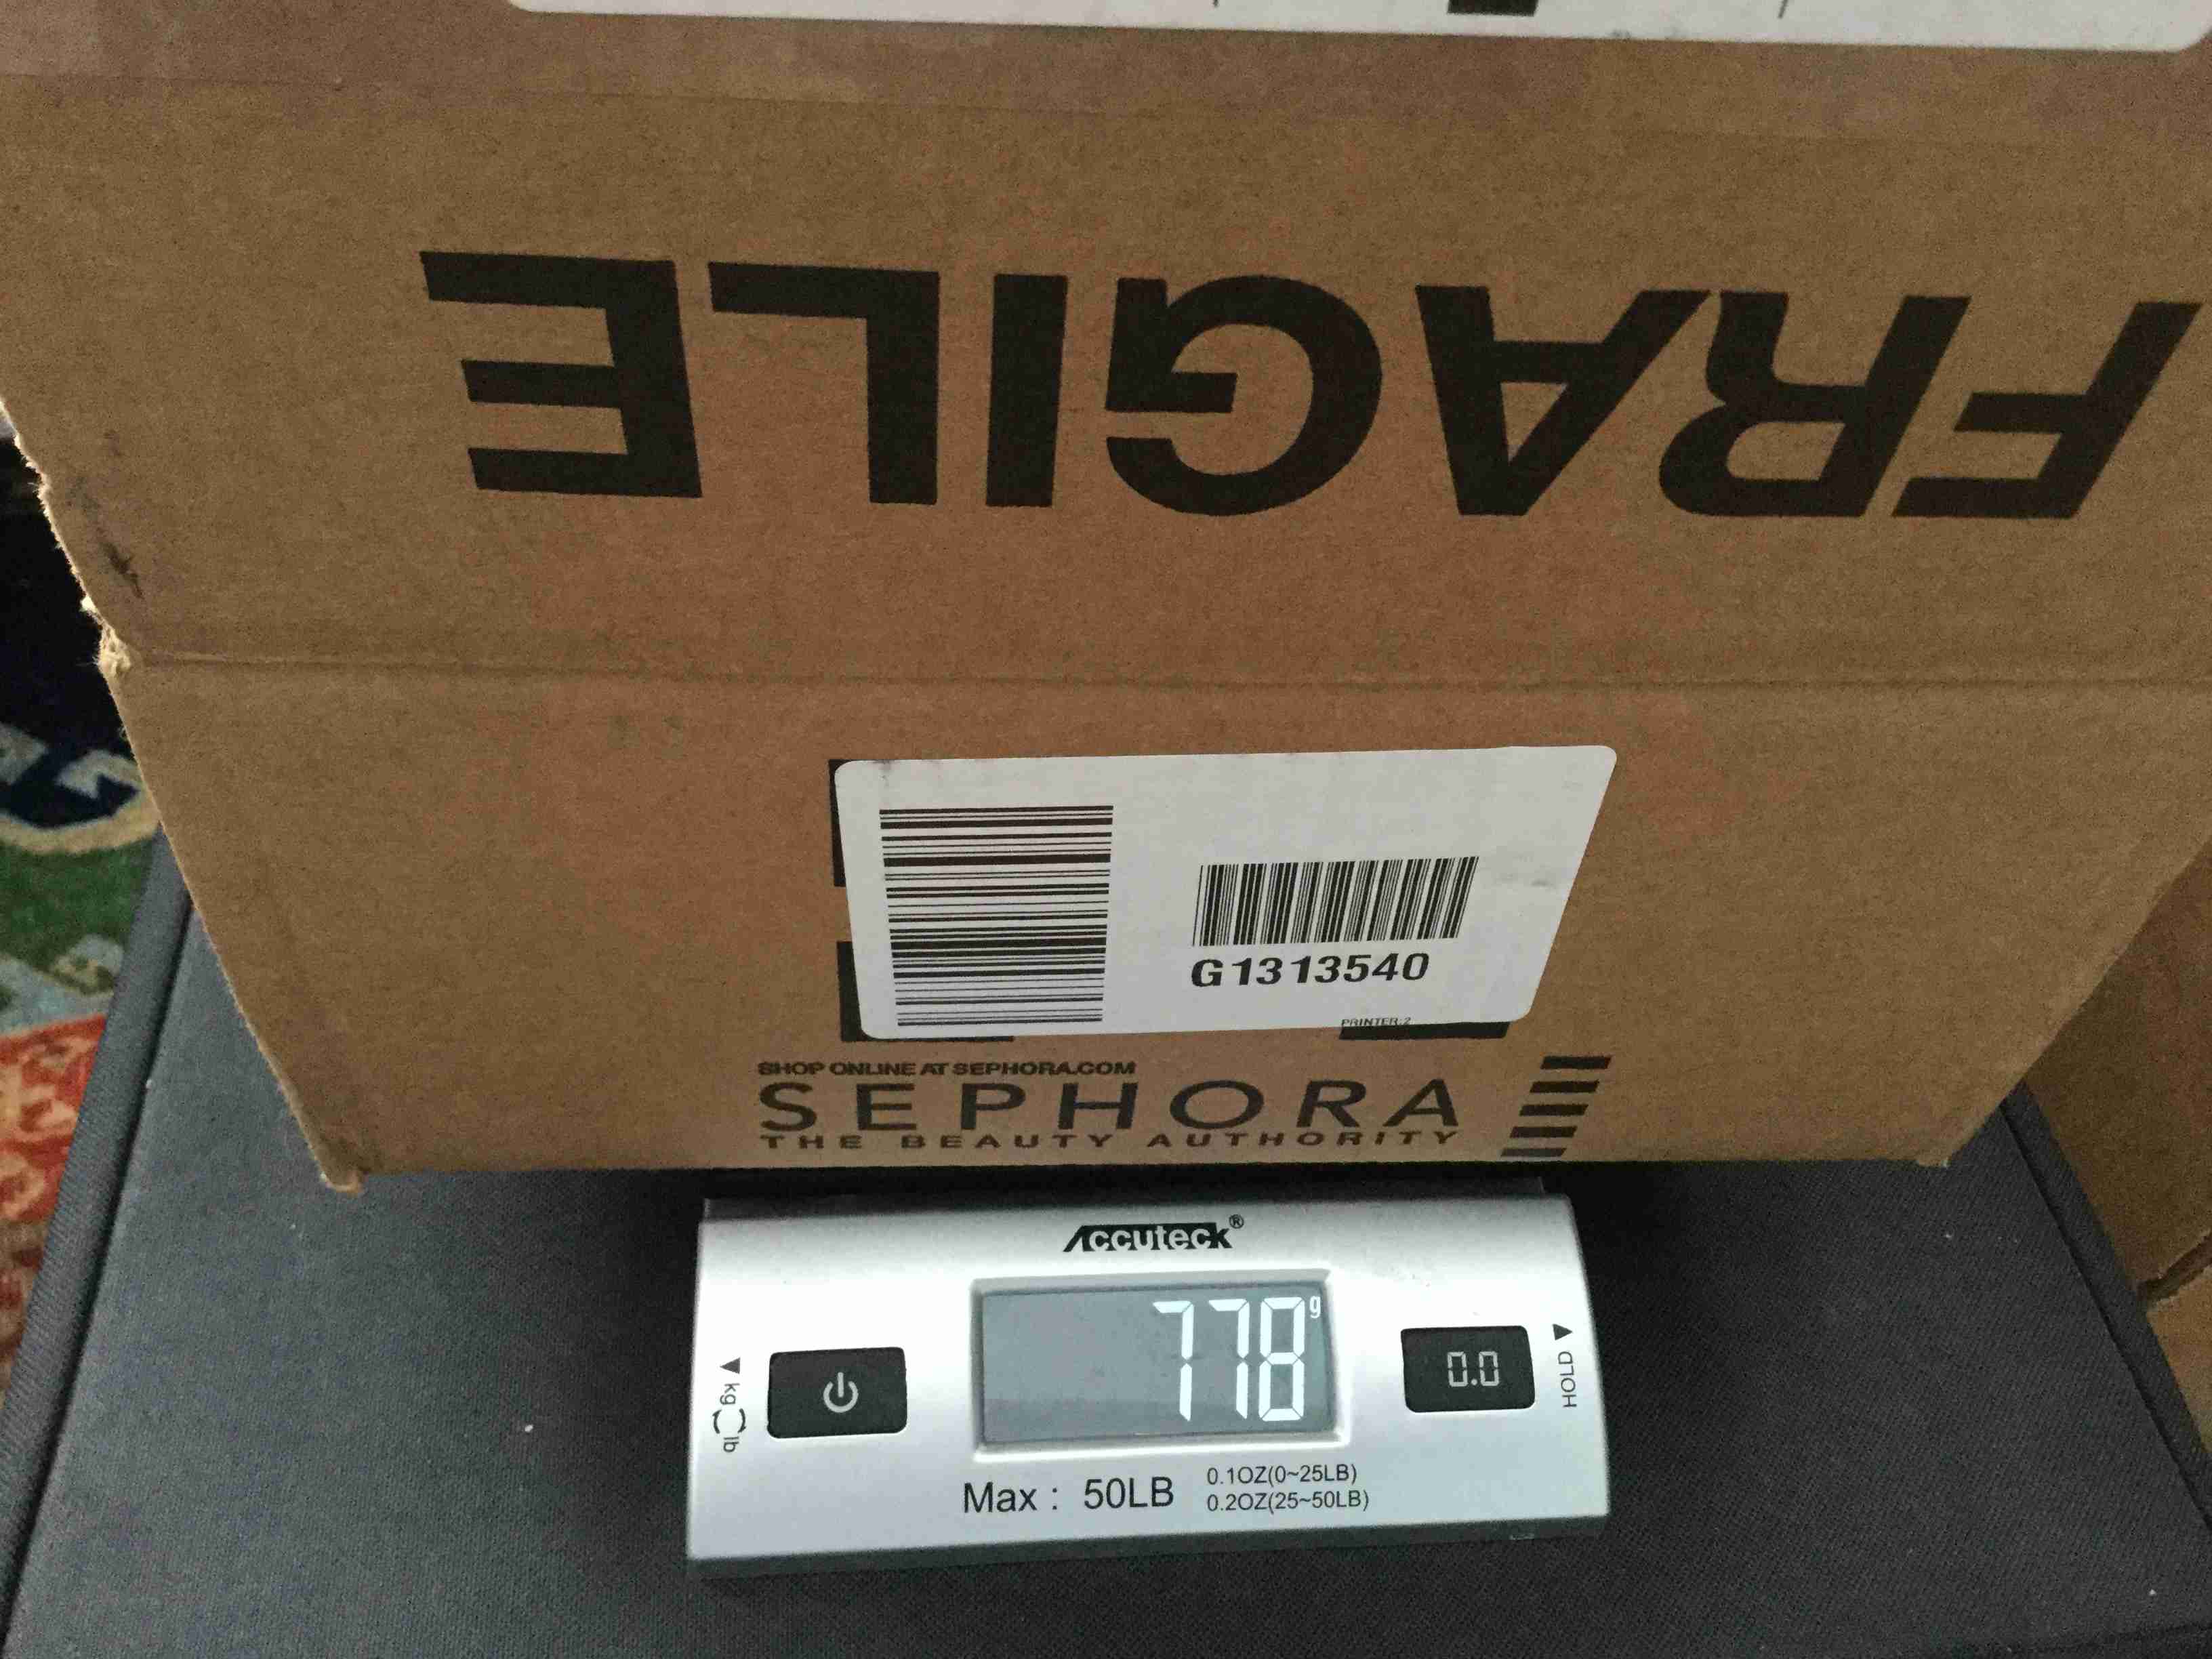 FRAGILE
G1313540
PRINTER:2
SHOP ONLINE AT SEPHORA.COM
SEPHORA
THE BEAUTY AUTHORITY
Accuteck®
778 g
0.0
kg lb
HOLD
Max : 50LB
0.1OZ(0~25LB)
0.2OZ(25~50LB)